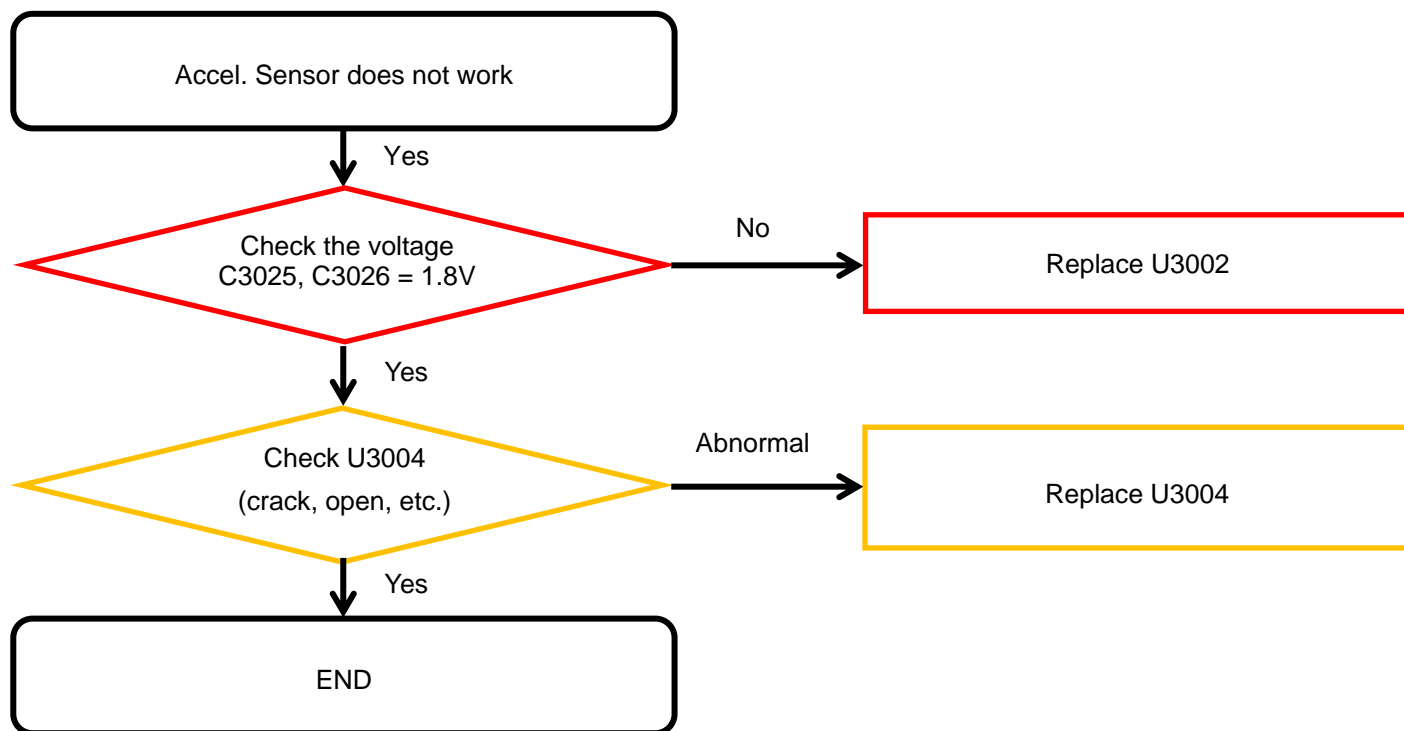 Accel. Sensor does not work
Yes
Check the voltage
C3025, C3026 = 1.8V
No
Replace U3002
Yes
Check U3004
(crack, open, etc.)
Abnormal
Replace U3004
Yes
END